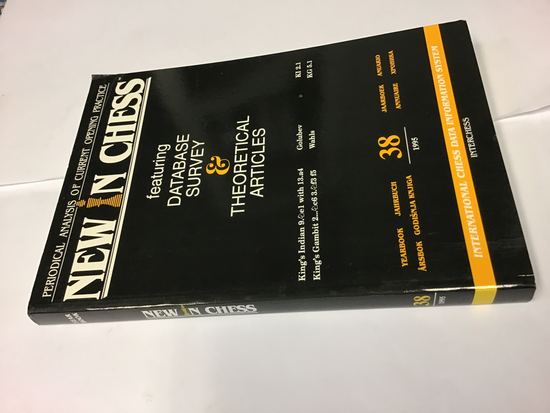 PERIODICAL ANALYSIS OF CURRENT OPENING PRACTICE
NEW IN CHESS
featuring
DATABASE
SURVEY
&
THEORETICAL
ARTICLES
King's Indian 9.♘e1 with 13.a4 Golubev KI 2.1
King's Gambit 2...♘c6 3.♘f3 f5 Wahls KG 5.1
YEARBOOK JAHRBUCH 38 JAARBOEK ANUARIO
ÅRSBOK GODIŠNJA KNJIGA 1995 ANNUAIRE ХРОНИКА
INTERNATIONAL CHESS DATA INFORMATION SYSTEM
INTERCHESS
NEW IN CHESS
38
1995